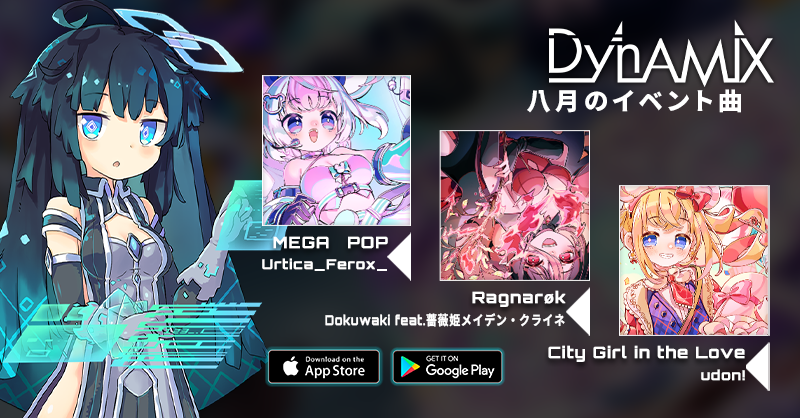 DynAMiX
八月のイベント曲
MEGA POP
Urtica_Ferox_
Ragnarøk
Dokuwaki feat.薔薇姫メイデン・クライネ
City Girl in the Love
udon!
Download on the
App Store
GET IT ON
Google Play